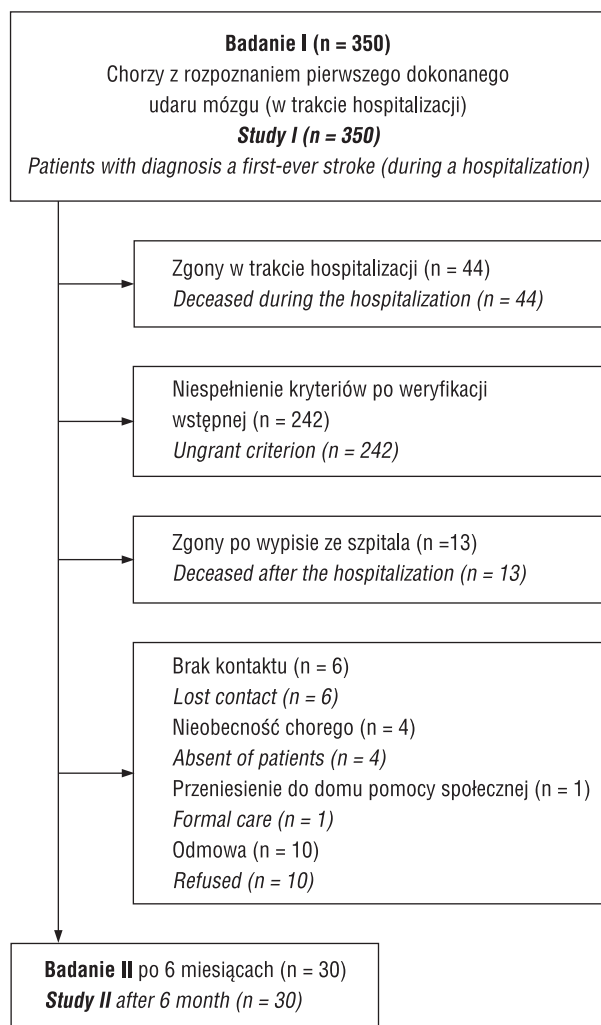 Badanie I (n = 350)
Chorzy z rozpoznaniem pierwszego dokonanego
udaru mózgu (w trakcie hospitalizacji)
Study I (n = 350)
Patients with diagnosis a first-ever stroke (during a hospitalization)
Zgony w trakcie hospitalizacji (n = 44)
Deceased during the hospitalization (n = 44)
Niespełnienie kryteriów po weryfikacji
wstępnej (n = 242)
Ungrant criterion (n = 242)
Zgony po wypisie ze szpitala (n =13)
Deceased after the hospitalization (n = 13)
Brak kontaktu (n = 6)
Lost contact (n = 6)
Nieobecność chorego (n = 4)
Absent of patients (n = 4)
Przeniesienie do domu pomocy społecznej (n = 1)
Formal care (n = 1)
Odmowa (n = 10)
Refused (n = 10)
Badanie II po 6 miesiącach (n = 30)
Study II after 6 month (n = 30)